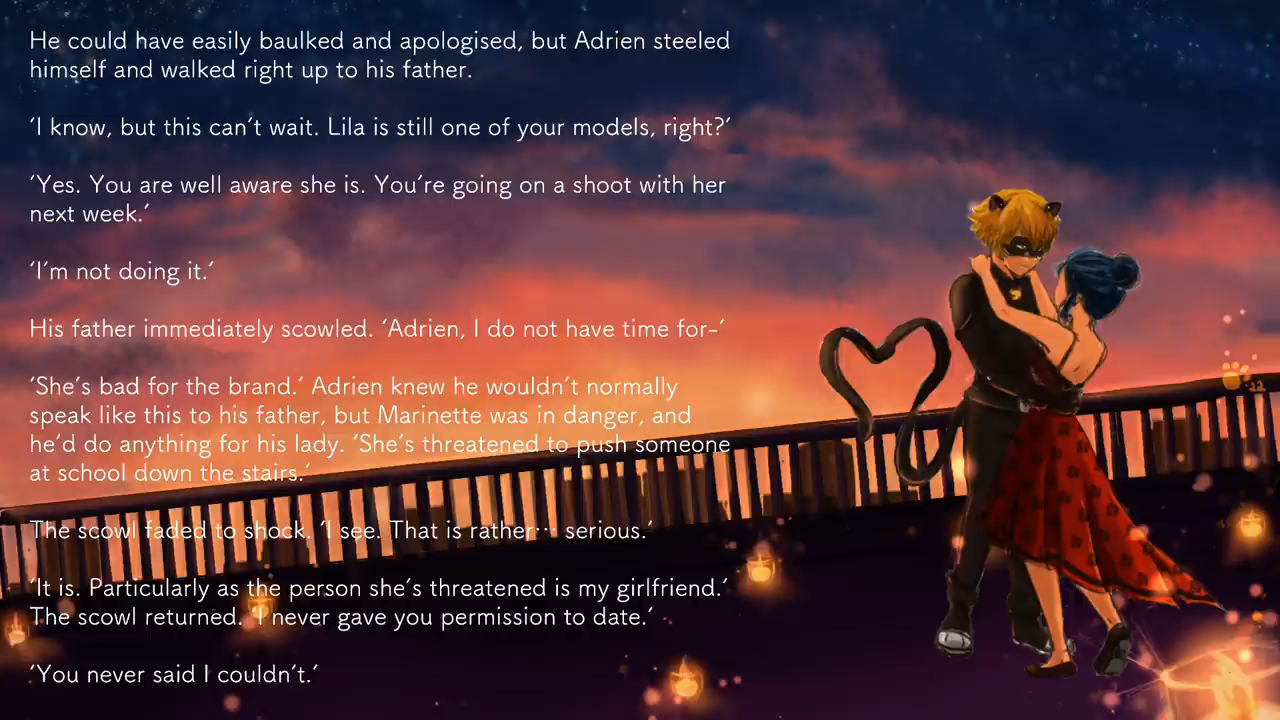 He could have easily baulked and apologised, but Adrien steeled
himself and walked right up to his father.
‘I know, but this can’t wait. Lila is still one of your models, right?’
‘Yes. You are well aware she is. You’re going on a shoot with her
next week.’
‘I’m not doing it.’
His father immediately scowled. ‘Adrien, I do not have time for-’
‘She’s bad for the brand.’ Adrien knew he wouldn’t normally
speak like this to his father, but Marinette was in danger, and
he’d do anything for his lady. ‘She’s threatened to push someone
at school down the stairs.’
The scowl faded to shock. ‘I see. That is rather… serious.’
‘It is. Particularly as the person she’s threatened is my girlfriend.’
The scowl returned. ‘I never gave you permission to date.’
‘You never said I couldn’t.’